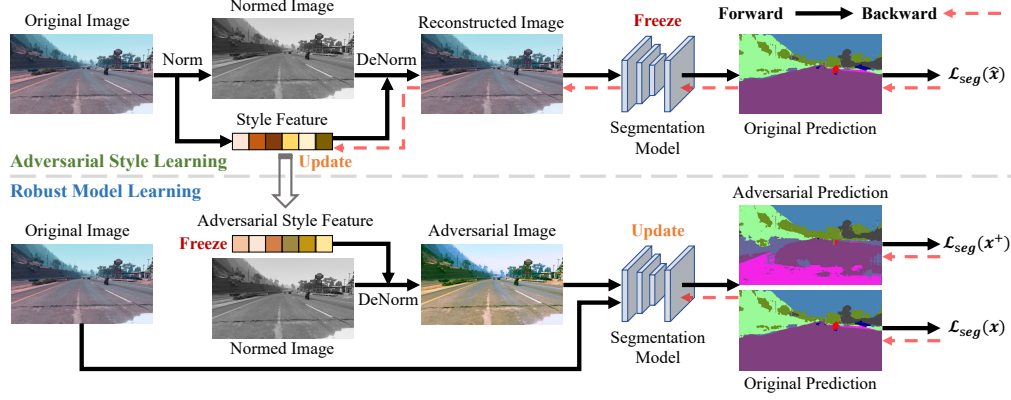 Original Image
Normed Image
Reconstructed Image
Freeze
Forward
Backward
Norm
DeNorm
Style Feature
Segmentation
Model
Original Prediction
ℒseg(x̂)
Adversarial Style Learning
Update
Robust Model Learning
Adversarial Prediction
Original Image
Adversarial Style Feature
Freeze
Adversarial Image
Update
DeNorm
Normed Image
Segmentation
Model
ℒseg(x⁺)
ℒseg(x)
Original Prediction